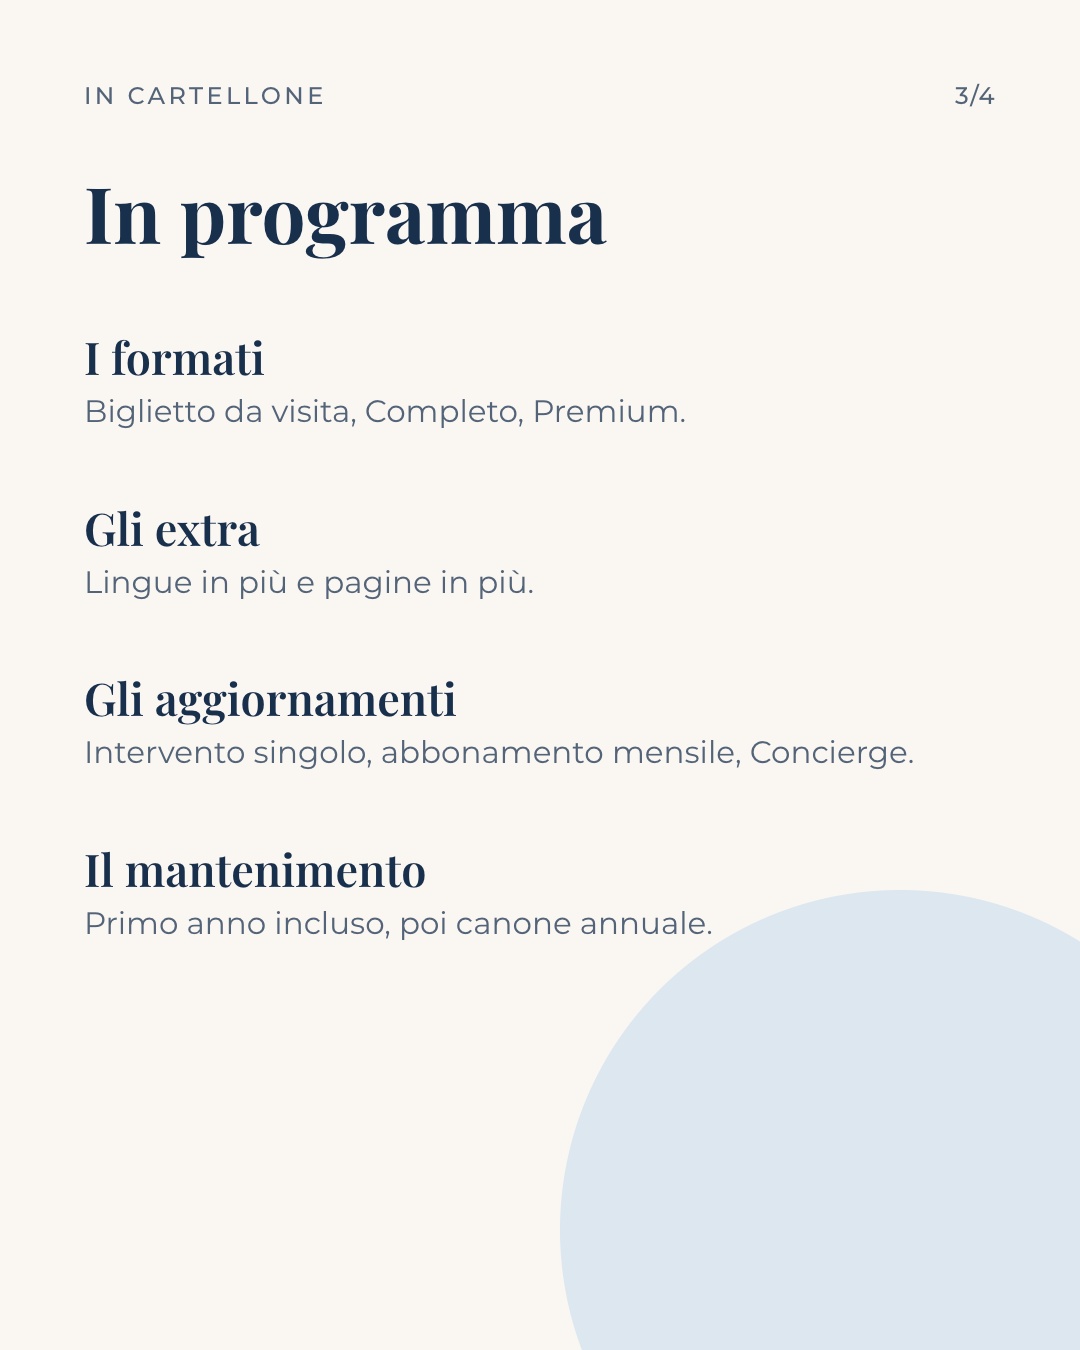 IN CARTELLONE
3/4
In programma
I formati
Biglietto da visita, Completo, Premium.
Gli extra
Lingue in più e pagine in più.
Gli aggiornamenti
Intervento singolo, abbonamento mensile, Concierge.
Il mantenimento
Primo anno incluso, poi canone annuale.